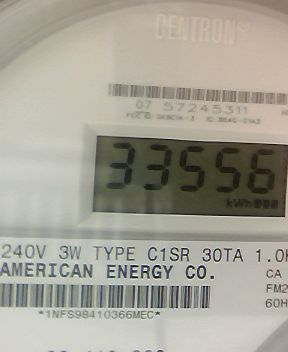 CENTRON®
07 57245311
33556
kWh
240V 3W TYPE C1SR 30TA 1.0
AMERICAN ENERGY CO.
CA
FM2
60H
*1NFS98410366MEC*